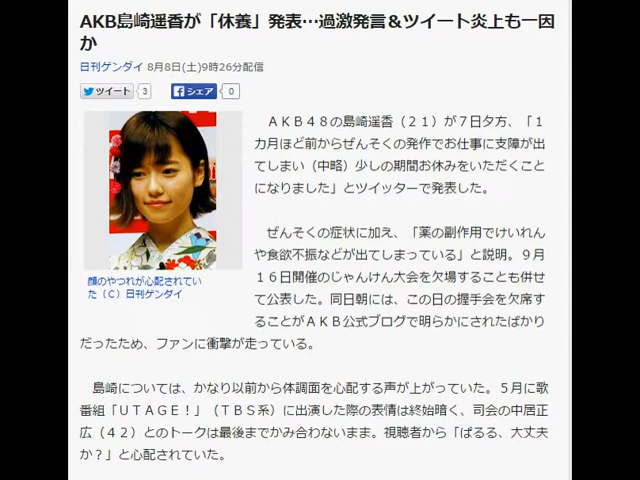 AKB島崎遥香が「休養」発表…過激発言&ツイート炎上も一因
か
日刊ゲンダイ 8月8日(土)9時26分配信
ツイート 3 シェア 0
AKB48の島崎遥香(21)が7日夕方、「1
カ月ほど前からぜんそくの発作でお仕事に支障が出
てしまい(中略)少しの期間お休みをいただくこと
になりました」とツイッターで発表した。
ぜんそくの症状に加え、「薬の副作用でけいれん
や食欲不振などが出てしまっている」と説明。9月
16日開催のじゃんけん大会を欠場することも併せ
て公表した。同日朝には、この日の握手会を欠席す
ることがAKB公式ブログで明らかにされたばかり
だったため、ファンに衝撃が走っている。
顔のやつれが心配されてい
た(C)日刊ゲンダイ
島崎については、かなり以前から体調面を心配する声が上がっていた。5月に歌
番組「UTAGE!」(TBS系)に出演した際の表情は終始暗く、司会の中居正
広(42)とのトークは最後までかみ合わないまま。視聴者から「ぱるる、大丈夫
か?」と心配されていた。